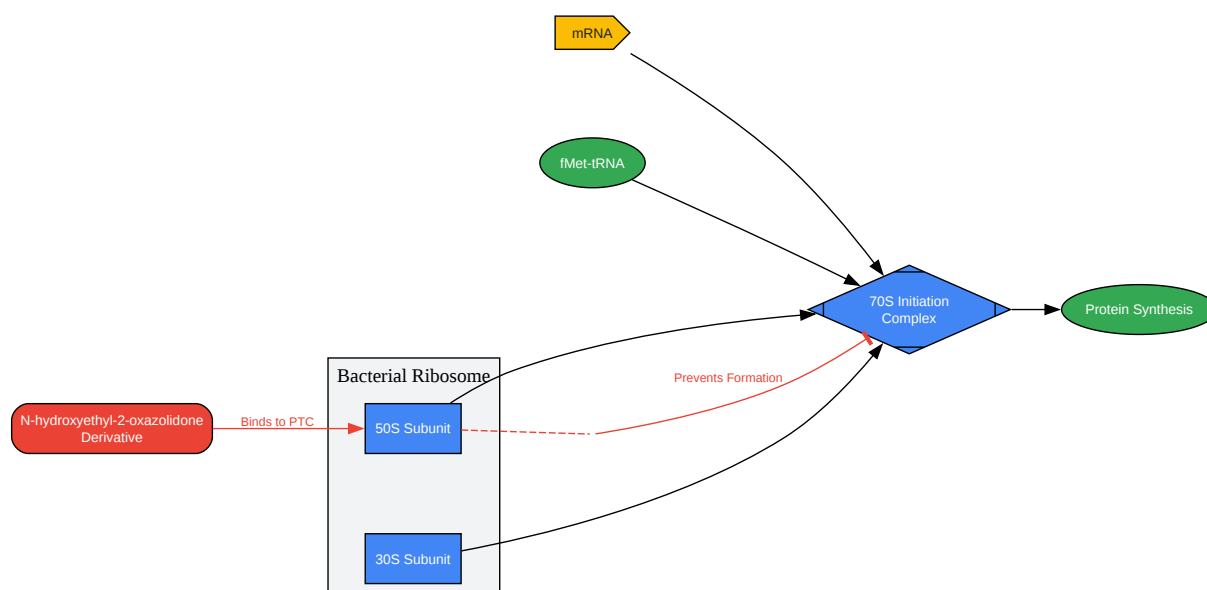 mRNA
fMet-tRNA
70S Initiation
Complex
Protein Synthesis
Prevents Formation
Bacterial Ribosome
N-hydroxyethyl-2-oxazolidone
Derivative
Binds to PTC
50S Subunit
30S Subunit